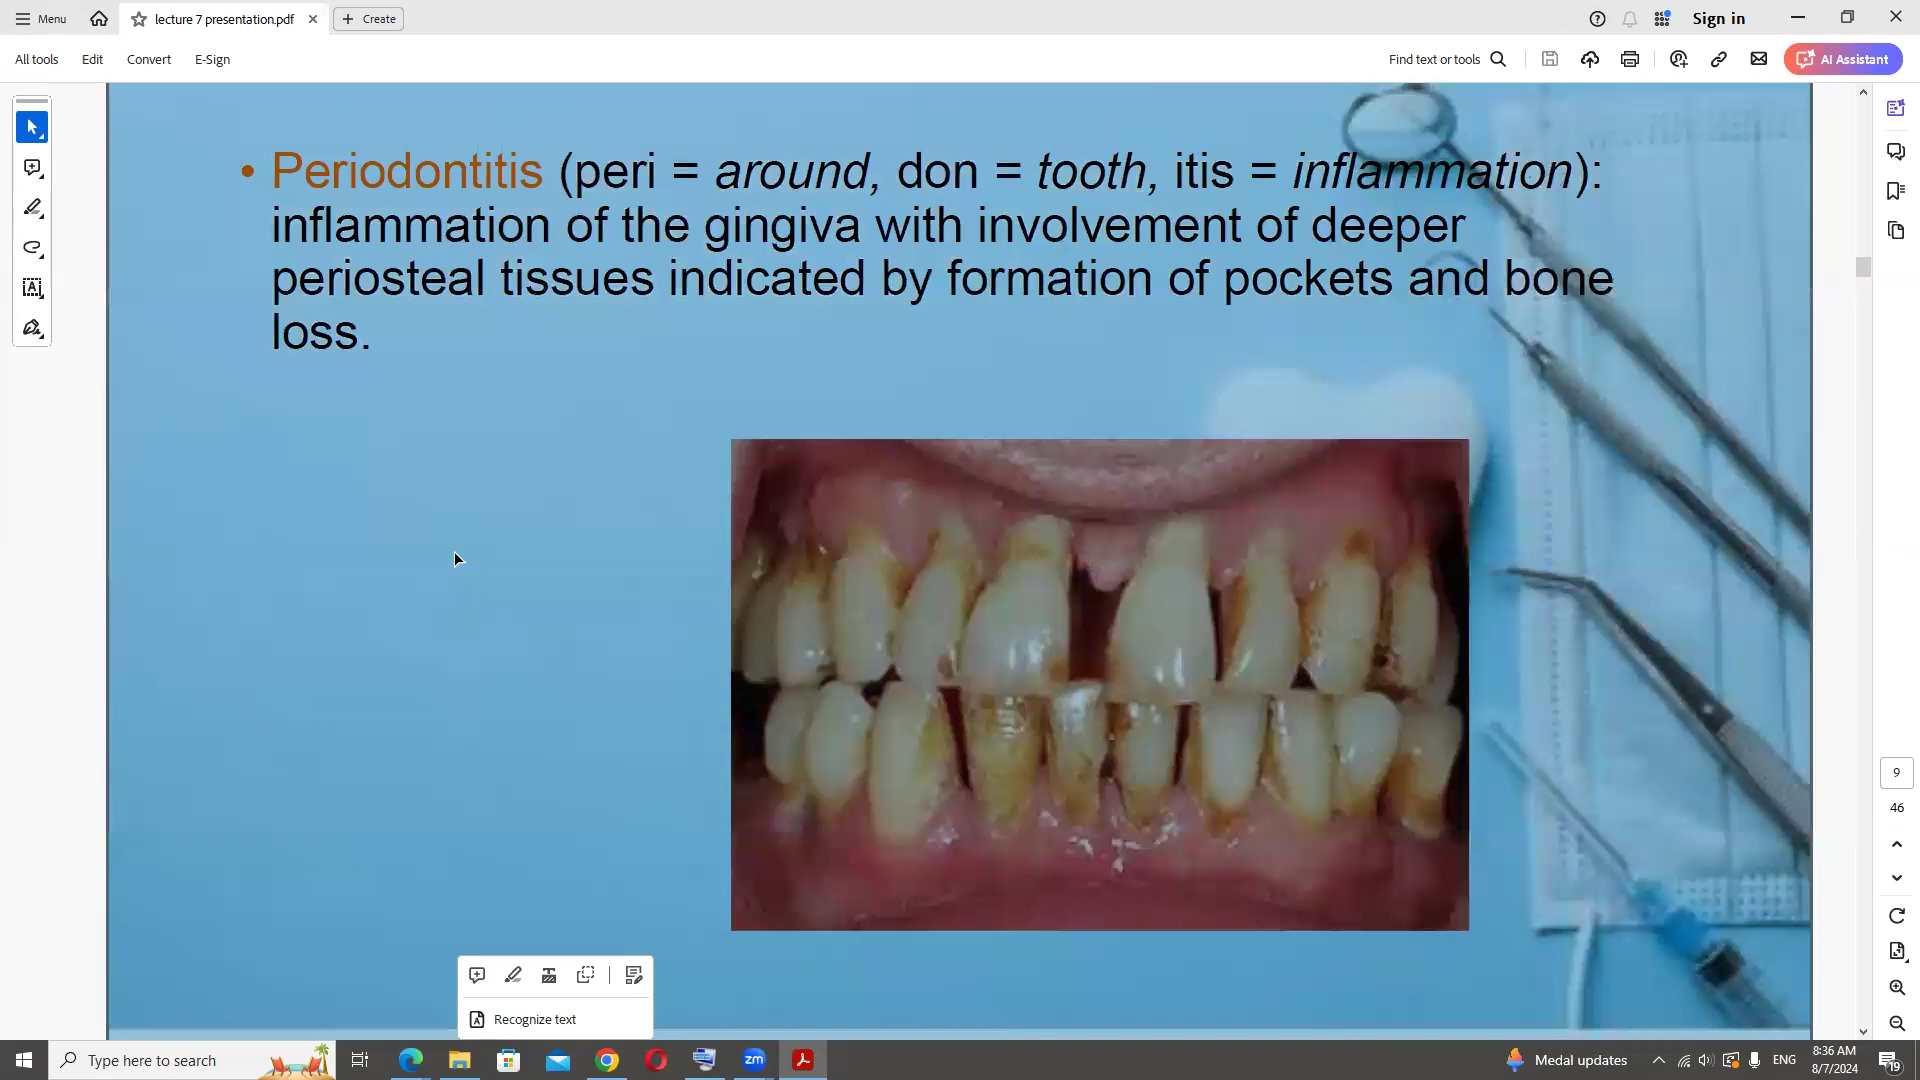 Menu
lecture 7 presentation.pdf
Create
Sign in
All tools
Edit
Convert
E-Sign
Find text or tools
AI Assistant
• Periodontitis (peri = around, don = tooth, itis = inflammation):
inflammation of the gingiva with involvement of deeper
periosteal tissues indicated by formation of pockets and bone
loss.
9
46
Recognize text
Type here to search
zm
Medal updates
ENG
8:36 AM
8/7/2024
19